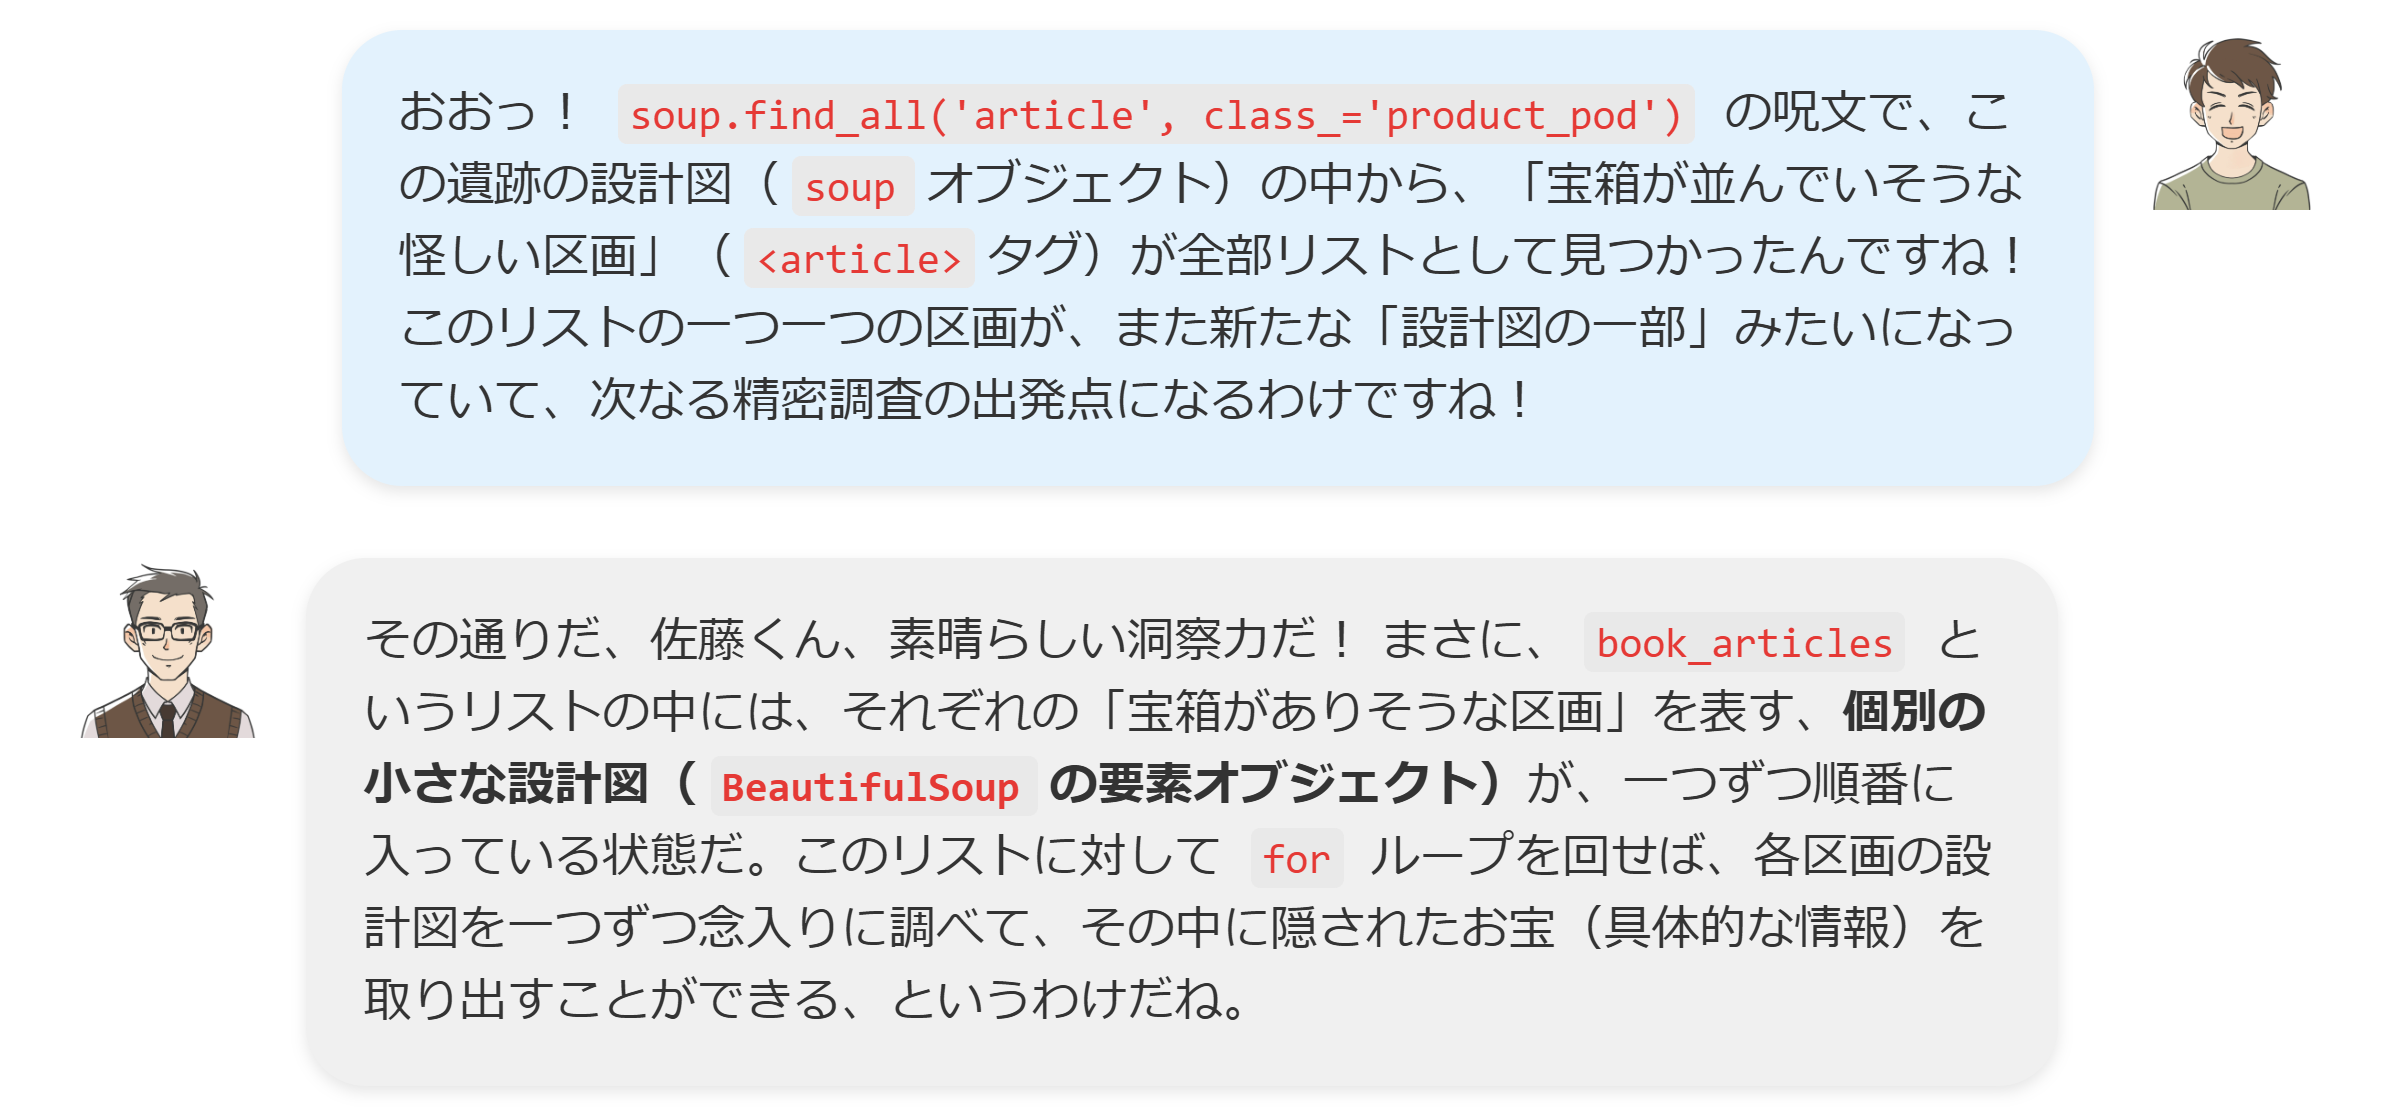 おおっ！ soup.find_all('article', class_='product_pod') の呪文で、こ
の遺跡の設計図（ soup オブジェクト）の中から、「宝箱が並んでいそうな
怪しい区画」（ <article> タグ）が全部リストとして見つかったんですね！
このリストの一つ一つの区画が、また新たな「設計図の一部」みたいになっ
ていて、次なる精密調査の出発点になるわけですね！
その通りだ、佐藤くん、素晴らしい洞察力だ！ まさに、 book_articles と
いうリストの中には、それぞれの「宝箱がありそうな区画」を表す、個別の
小さな設計図（ BeautifulSoup の要素オブジェクト）が、一つずつ順番に
入っている状態だ。このリストに対して for ループを回せば、各区画の設
計図を一つずつ念入りに調べて、その中に隠されたお宝（具体的な情報）を
取り出すことができる、というわけだね。